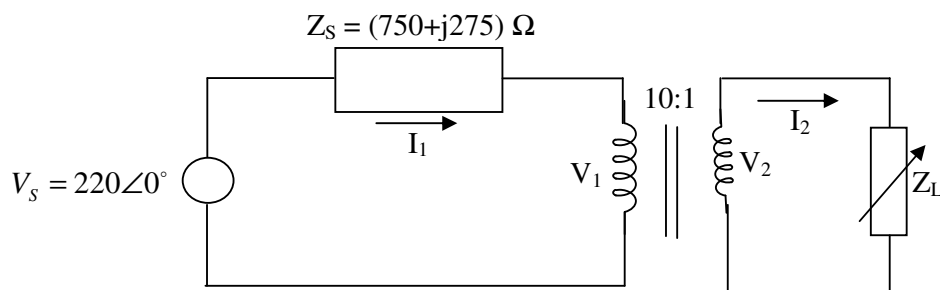 Z_S = (750+j275) Ω
10:1
I_1
I_2
V_S = 220∠0°
V_1
V_2
Z_L